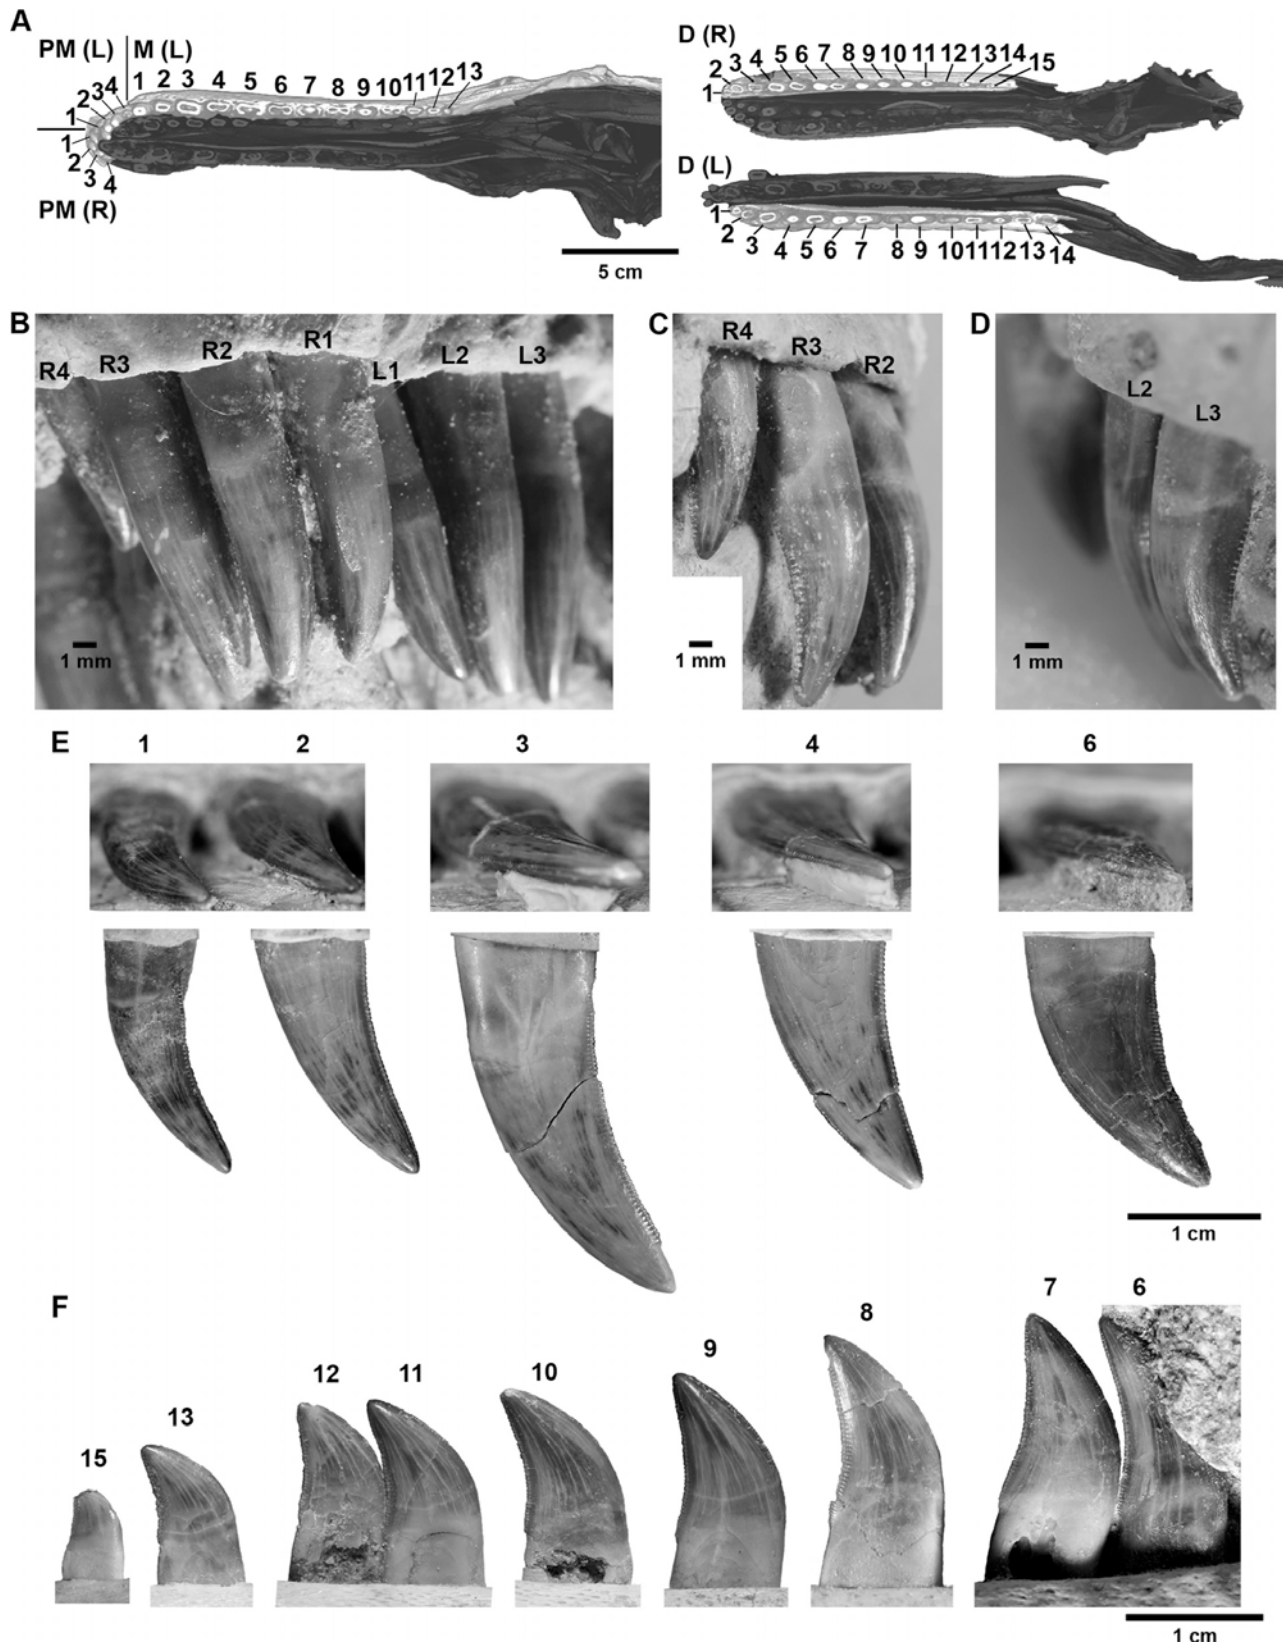 A
PM (L) M (L)
1 2 3 4 5 6 7 8 9 10 11 12 13
1 2 3 4
1 2 3 4
PM (R)
5 cm
D (R)
1 2 3 4 5 6 7 8 9 10 11 12 13 14 15
D (L)
1 2 3 4 5 6 7 8 9 10 11 12 13 14
B
R4 R3 R2 R1 L1 L2 L3
1 mm
C
R4 R3 R2
1 mm
D
L2 L3
1 mm
E
1 2 3 4 6
1 cm
F
15 13 12 11 10 9 8 7 6
1 cm